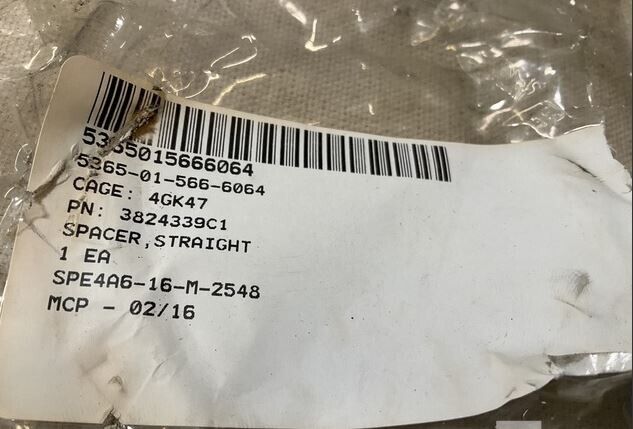 5365015666064
5365-01-566-6064
CAGE: 4GK47
PN: 3824339C1
SPACER,STRAIGHT
1 EA
SPE4A6-16-M-2548
MCP - 02/16